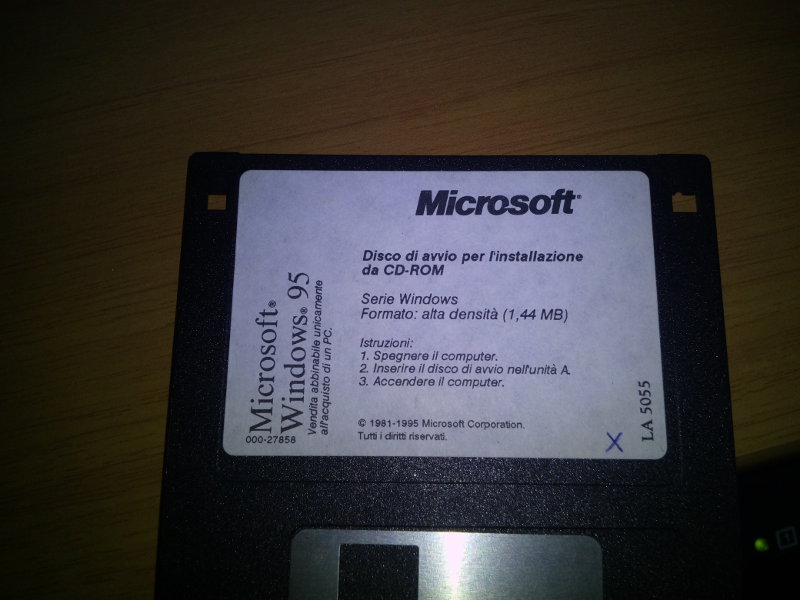 Microsoft®
Disco di avvio per l'installazione
da CD-ROM
Serie Windows
Formato: alta densità (1,44 MB)
Istruzioni:
1. Spegnere il computer.
2. Inserire il disco di avvio nell'unità A.
3. Accendere il computer.
© 1981-1995 Microsoft Corporation.
Tutti i diritti riservati.
Microsoft®
Windows® 95
Vendita abbinabile unicamente
all'acquisto di un PC.
000-27858
X
LA 5055
1